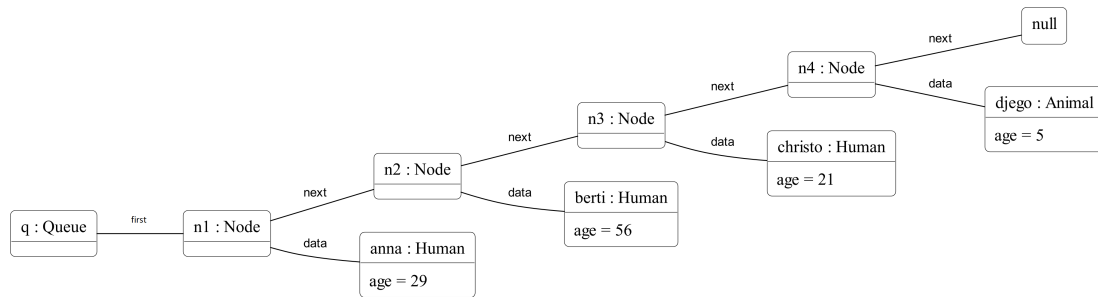 null
next
n4 : Node
next
data
djego : Animal
age = 5
n3 : Node
next
data
christo : Human
age = 21
n2 : Node
next
data
berti : Human
age = 56
q : Queue
first
n1 : Node
data
anna : Human
age = 29